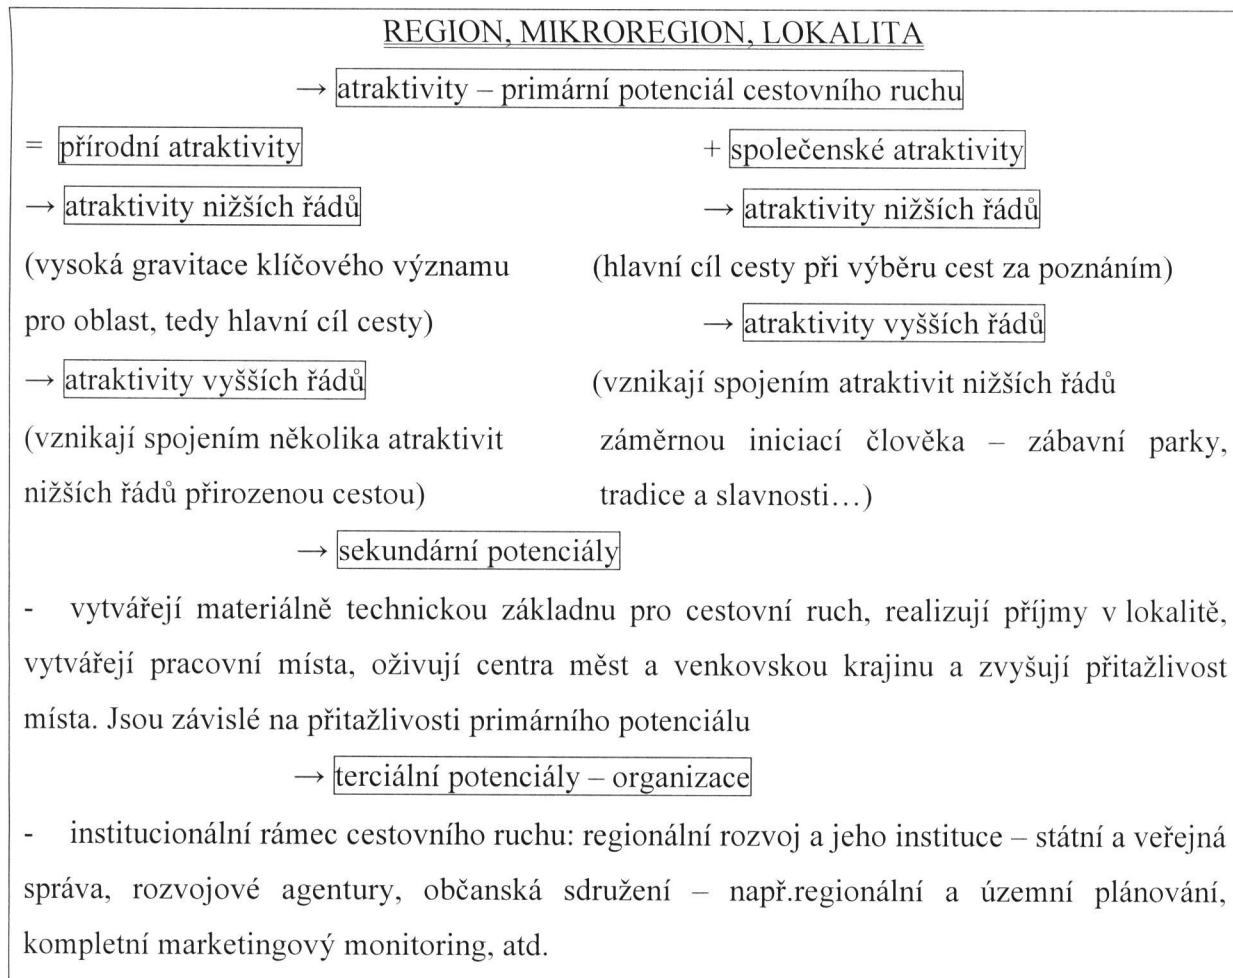 REGION, MIKROREGION, LOKALITA
→ atraktivity – primární potenciál cestovního ruchu
= přírodní atraktivity
→ atraktivity nižších řádů
(vysoká gravitace klíčového významu
pro oblast, tedy hlavní cíl cesty)
→ atraktivity vyšších řádů
(vznikají spojením několika atraktivit
nižších řádů přirozenou cestou)
+ společenské atraktivity
→ atraktivity nižších řádů
(hlavní cíl cesty při výběru cest za poznáním)
→ atraktivity vyšších řádů
(vznikají spojením atraktivit nižších řádů
záměrnou iniciací člověka – zábavní parky,
tradice a slavnosti…)
→ sekundární potenciály
- vytvářejí materiálně technickou základnu pro cestovní ruch, realizují příjmy v lokalitě,
vytvářejí pracovní místa, oživují centra měst a venkovskou krajinu a zvyšují přitažlivost
místa. Jsou závislé na přitažlivosti primárního potenciálu
→ terciální potenciály – organizace
- institucionální rámec cestovního ruchu: regionální rozvoj a jeho instituce – státní a veřejná
správa, rozvojové agentury, občanská sdružení – např.regionální a územní plánování,
kompletní marketingový monitoring, atd.